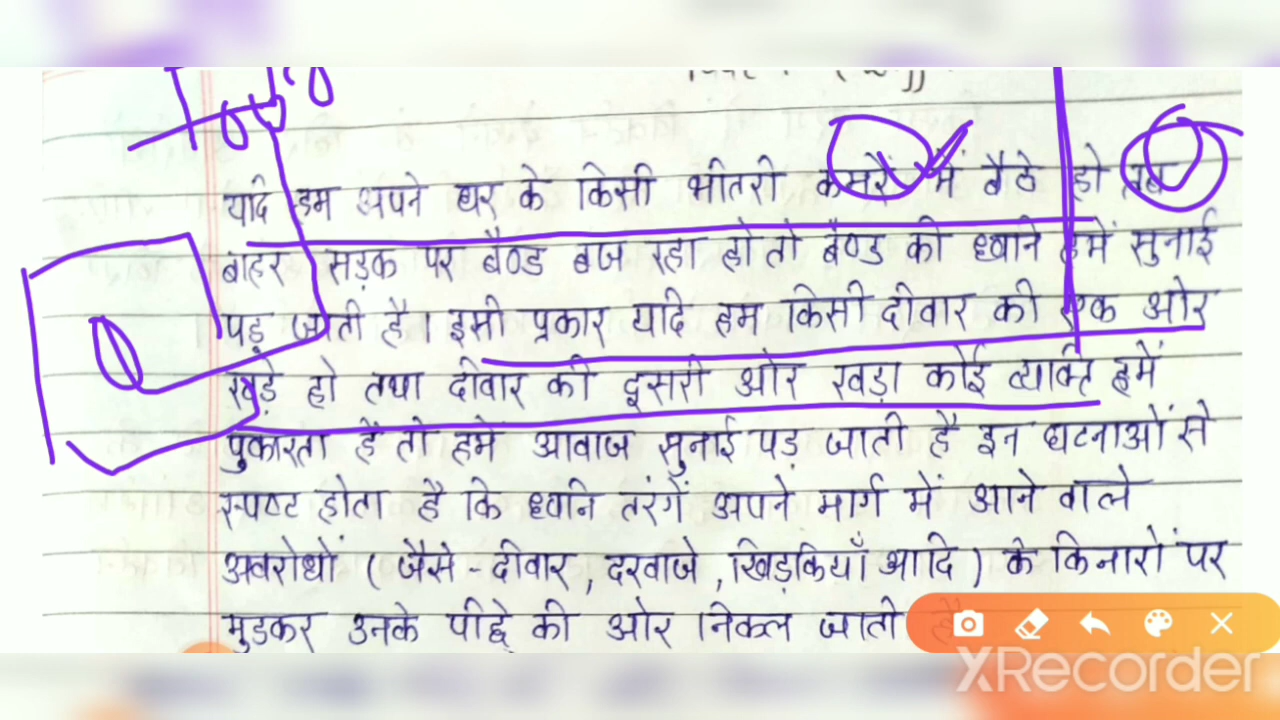 यदि हम अपने घर के किसी भीतरी कमरें में बैठे हो तब
बाहर सड़क पर बैण्ड बज रहा हो तो बैण्ड की ध्वनि हमें सुनाई
पड़ जाती है। इसी प्रकार यदि हम किसी दीवार की एक ओर
खड़े हो तथा दीवार की दूसरी ओर खड़ा कोई व्यक्ति हमें
पुकारता हैं तो हमें आवाज सुनाई पड़ जाती है इन घटनाओं से
स्पष्ट होता है कि ध्वनि तरंगें अपने मार्ग में आने वाले
अवरोधों (जैसे - दीवार, दरवाजे, खिड़कियाँ आदि) के किनारों पर
मुडकर उनके पीछे की ओर निकल जाती है
XRecorder